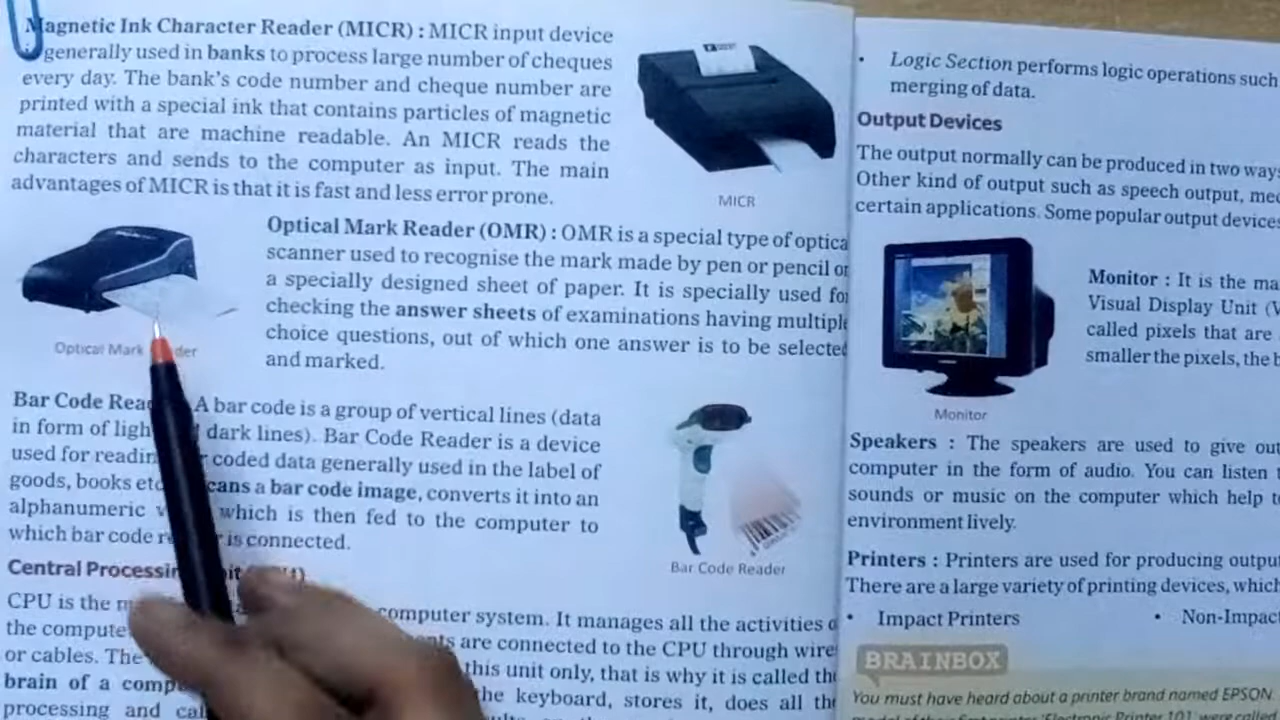 Magnetic Ink Character Reader (MICR) : MICR input device
generally used in banks to process large number of cheques
every day. The bank's code number and cheque number are
printed with a special ink that contains particles of magnetic
material that are machine readable. An MICR reads the
characters and sends to the computer as input. The main
advantages of MICR is that it is fast and less error prone.
MICR
Optical Mark Reader (OMR) : OMR is a special type of optica
scanner used to recognise the mark made by pen or pencil or
a specially designed sheet of paper. It is specially used for
checking the answer sheets of examinations having multiple
choice questions, out of which one answer is to be selected
and marked.
Optical Mark der
Bar Code Rea A bar code is a group of vertical lines (data
in form of ligh dark lines). Bar Code Reader is a device
used for readin coded data generally used in the label of
goods, books etc cans a bar code image, converts it into an
alphanumeric which is then fed to the computer to
which bar code is connected.
Bar Code Reader
Central Processin
CPU is the computer system. It manages all the activities
the compute are connected to the CPU through wire
or cables. The this unit only, that is why it is called the
brain of a comp the keyboard, stores it, does all the
processing and
Logic Section performs logic operations such
merging of data.
Output Devices
The output normally can be produced in two ways
Other kind of output such as speech output, mec
certain applications. Some popular output devices
Monitor : It is the ma
Visual Display Unit (V
called pixels that are
smaller the pixels, the b
Monitor
Speakers : The speakers are used to give out
computer in the form of audio. You can listen t
sounds or music on the computer which help t
environment lively.
Printers : Printers are used for producing output
There are a large variety of printing devices, which
• Impact Printers • Non-Impac
BRAINBOX
You must have heard about a printer brand named EPSON.